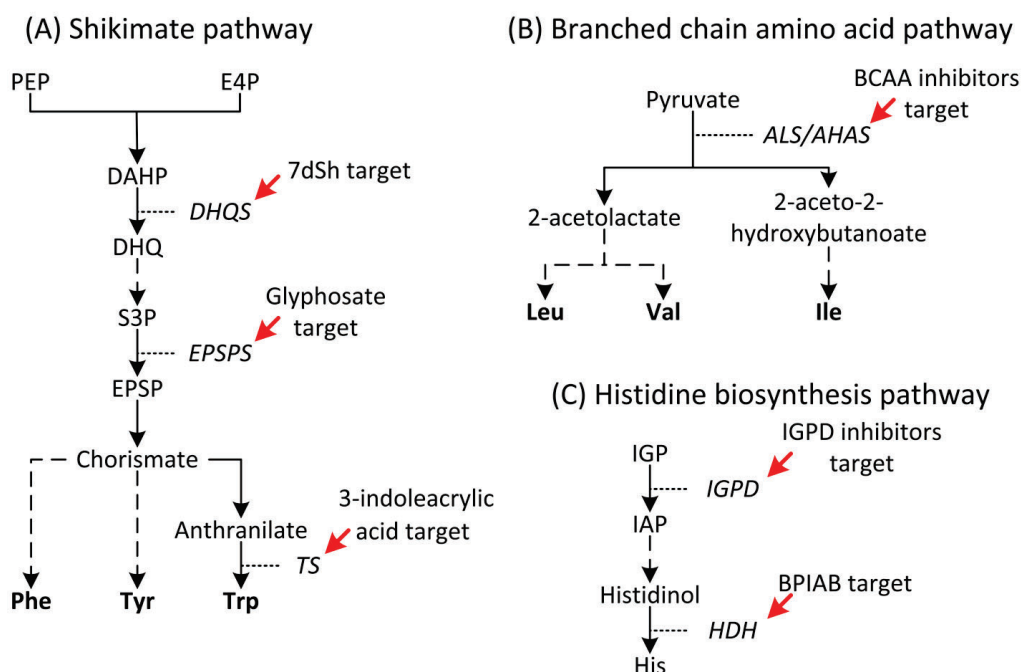 (A) Shikimate pathway
PEP
E4P
DAHP
7dSh target
DHQS
DHQ
S3P
Glyphosate
target
EPSPS
EPSP
Chorismate
Anthranilate
3-indoleacrylic
acid target
TS
Phe
Tyr
Trp
(B) Branched chain amino acid pathway
Pyruvate
BCAA inhibitors
target
ALS/AHAS
2-acetolactate
2-aceto-2-
hydroxybutanoate
Leu
Val
Ile
(C) Histidine biosynthesis pathway
IGP
IGPD inhibitors
target
IGPD
IAP
Histidinol
BPIAB target
HDH
His